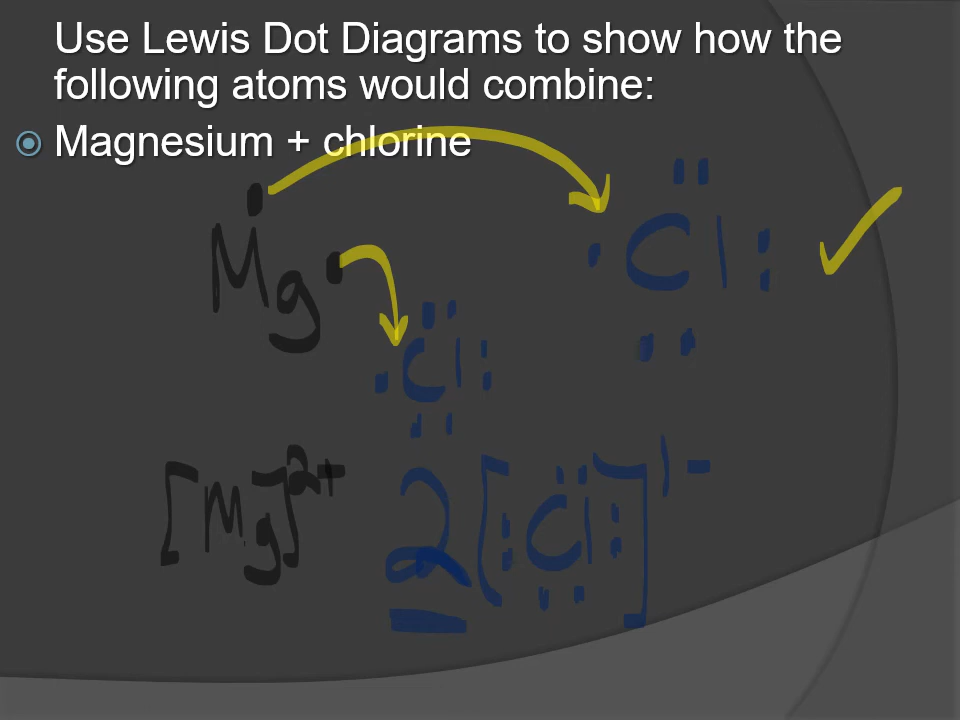 Use Lewis Dot Diagrams to show how the
following atoms would combine:
Magnesium + chlorine
Mg
Cl
Cl
[Mg]2+ 2[Cl]1-